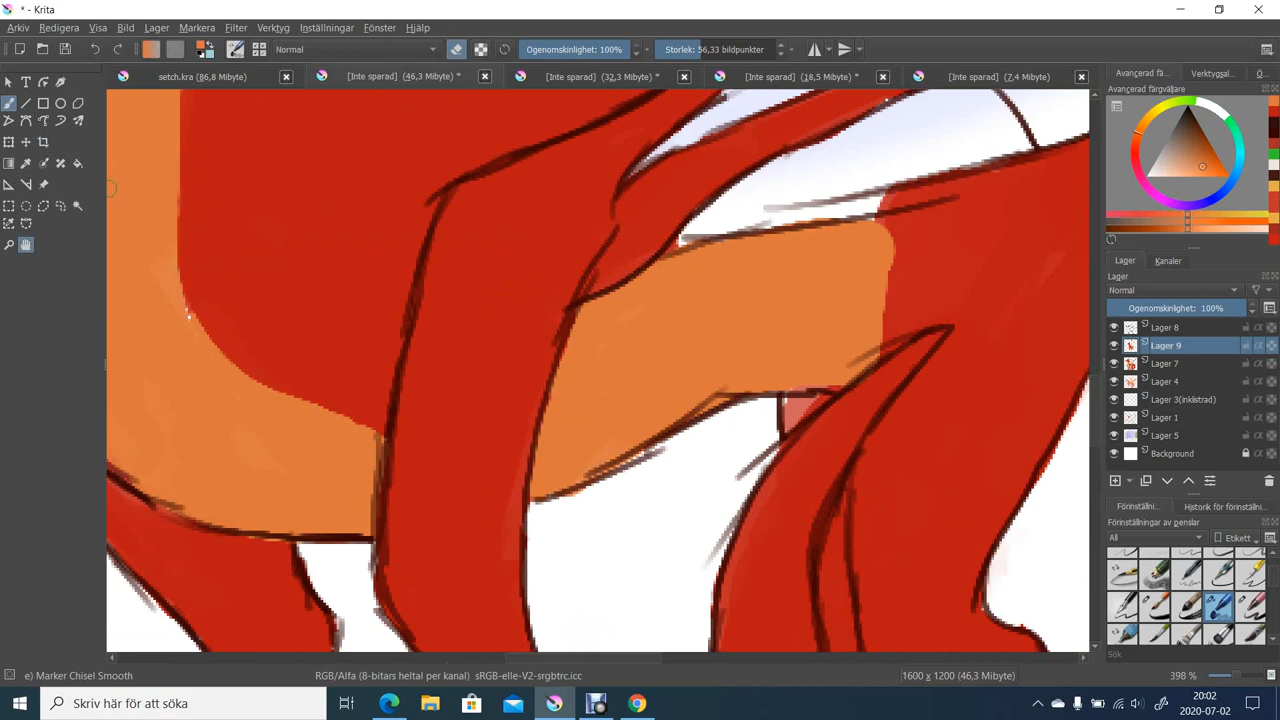 * - Krita
Arkiv Redigera Visa Bild Lager Markera Filter Verktyg Inställningar Fönster Hjälp
Normal Ogenomskinlighet: 100% Storlek: 56,33 bildpunkter
setch.kra (86,8 Mibyte) [Inte sparad] (46,3 Mibyte) * [Inte sparad] (32,3 Mibyte) * [Inte sparad] (18,5 Mibyte) * [Inte sparad] (7,4 Mibyte) *
Avancerad fä... Verktygsal... O...
Avancerad färgväljare
Lager Kanaler
Lager
Normal
Ogenomskinlighet: 100%
Lager 8
Lager 9
Lager 7
Lager 4
Lager 3(inklistrad)
Lager 1
Lager 5
Background
Förinställni... Historik för förinställni...
Förinställningar av penslar
All Etikett
Sök
e) Marker Chisel Smooth RGB/Alfa (8-bitars heltal per kanal) sRGB-elle-V2-srgbtrc.icc 1600 x 1200 (46,3 Mibyte) 398 %
Skriv här för att söka
20:02
2020-07-02